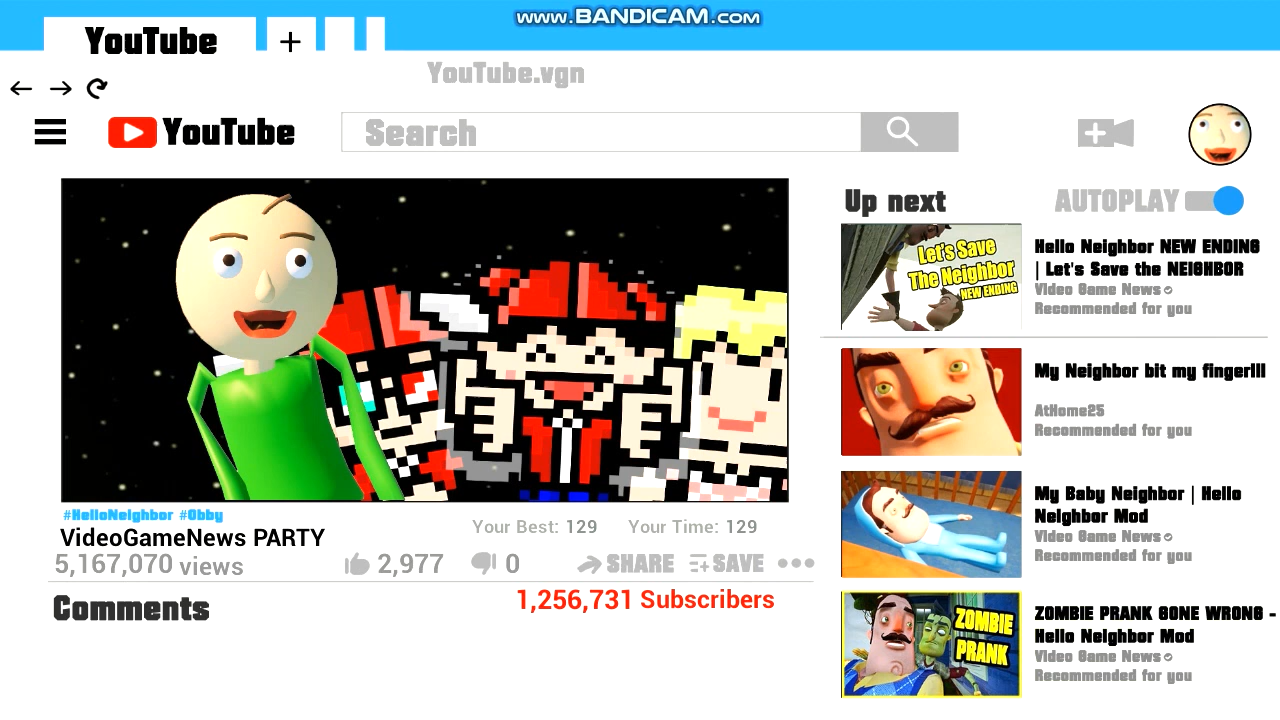 www.BANDICAM.com
YouTube +
YouTube.vgn
YouTube
Search
Up next
AUTOPLAY
Let's Save
The Neighbor
NEW ENDING
Hello Neighbor NEW ENDING
| Let's Save the NEIGHBOR
Video Game News
Recommended for you
My Neighbor bit my finger!!!
AtHome25
Recommended for you
My Baby Neighbor | Hello
Neighbor Mod
Video Game News
Recommended for you
ZOMBIE
PRANK
ZOMBIE PRANK GONE WRONG -
Hello Neighbor Mod
Video Game News
Recommended for you
#HelloNeighbor #Obby
VideoGameNews PARTY
Your Best: 129
Your Time: 129
5,167,070 views
2,977
0
SHARE
SAVE
1,256,731 Subscribers
Comments